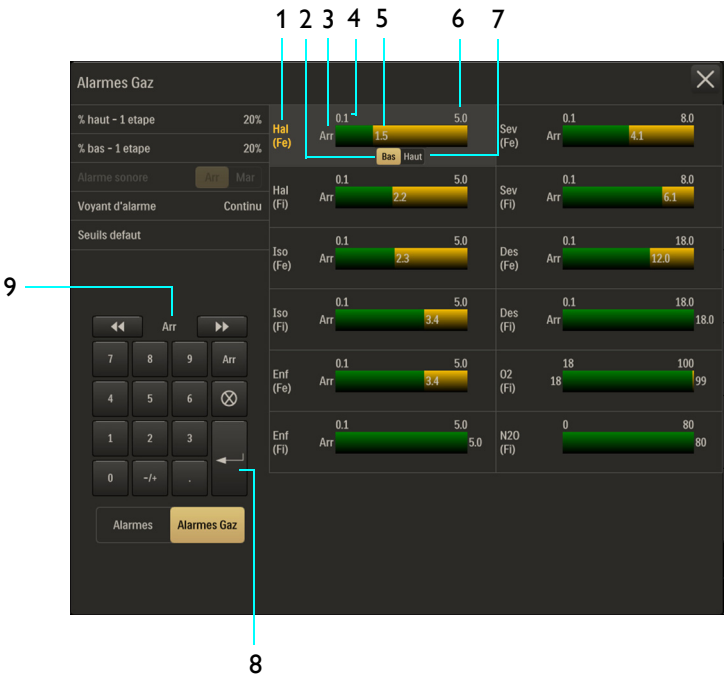 1 2 3 4 5 6 7
Alarmes Gaz
% haut - 1 etape 20%
% bas - 1 etape 20%
Alarme sonore Arr Mar
Voyant d'alarme Continu
Seuils defaut
9
Arr
7 8 9 Arr
4 5 6
1 2 3
0 -/+ .
Alarmes Alarmes Gaz
8
0.1 5.0
Hal
(Fe) Arr 1.5
Bas Haut
0.1 5.0
Hal
(Fi) Arr 2.2
0.1 5.0
Iso
(Fe) Arr 2.3
0.1 5.0
Iso
(Fi) Arr 3.4
0.1 5.0
Enf
(Fe) Arr 3.4
0.1 5.0
Enf
(Fi) Arr 5.0
0.1 8.0
Sev
(Fe) Arr 4.1
0.1 8.0
Sev
(Fi) Arr 6.1
0.1 18.0
Des
(Fe) Arr 12.0
0.1 18.0
Des
(Fi) Arr 18.0
18 100
O2
(Fi) 18 99
0 80
N2O
(Fi) 80